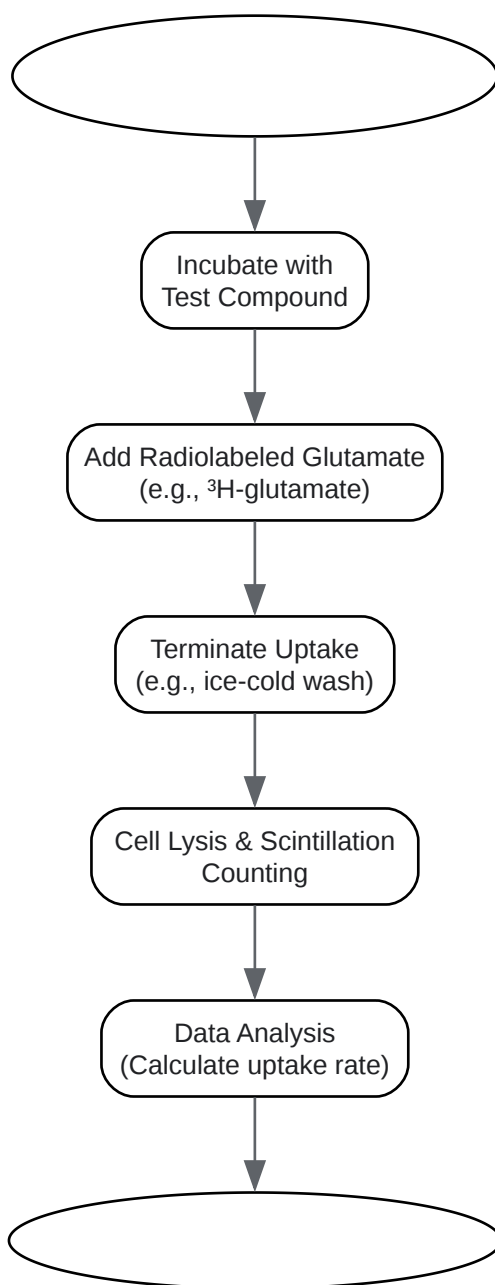 Incubate with
Test Compound
Add Radiolabeled Glutamate
(e.g., ³H-glutamate)
Terminate Uptake
(e.g., ice-cold wash)
Cell Lysis & Scintillation
Counting
Data Analysis
(Calculate uptake rate)